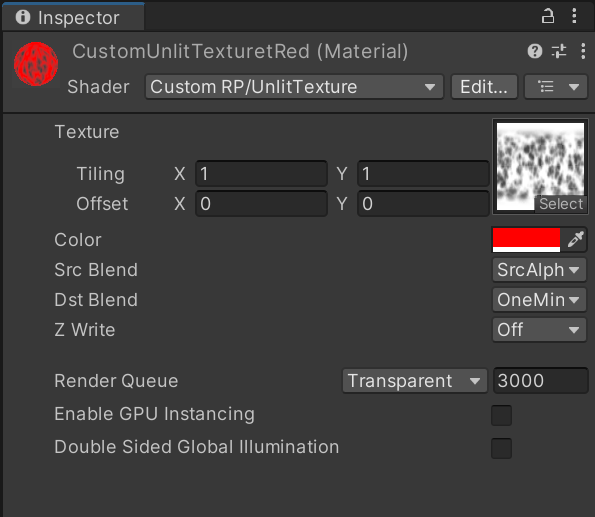 Inspector
CustomUnlitTexturetRed (Material)
Shader Custom RP/UnlitTexture Edit...
Texture
Tiling X 1 Y 1
Offset X 0 Y 0
Select
Color
Src Blend SrcAlph
Dst Blend OneMin
Z Write Off
Render Queue Transparent 3000
Enable GPU Instancing
Double Sided Global Illumination